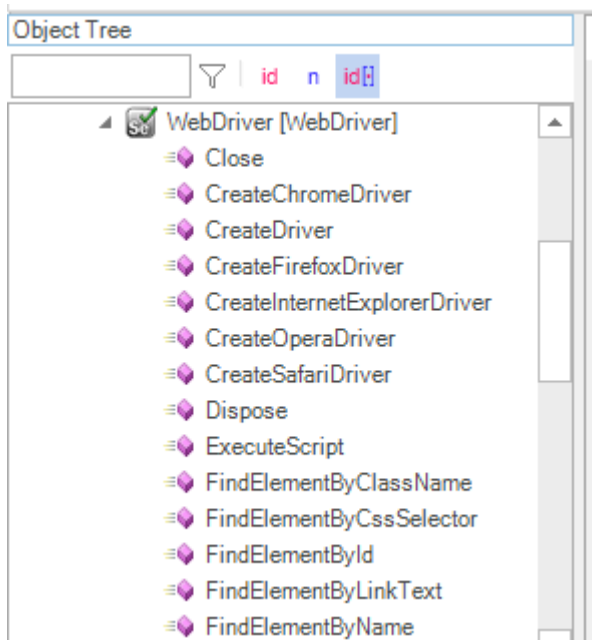 Object Tree
id n id[·]
Se WebDriver [WebDriver]
Close
CreateChromeDriver
CreateDriver
CreateFirefoxDriver
CreateInternetExplorerDriver
CreateOperaDriver
CreateSafariDriver
Dispose
ExecuteScript
FindElementByClassName
FindElementByCssSelector
FindElementById
FindElementByLinkText
FindElementByName